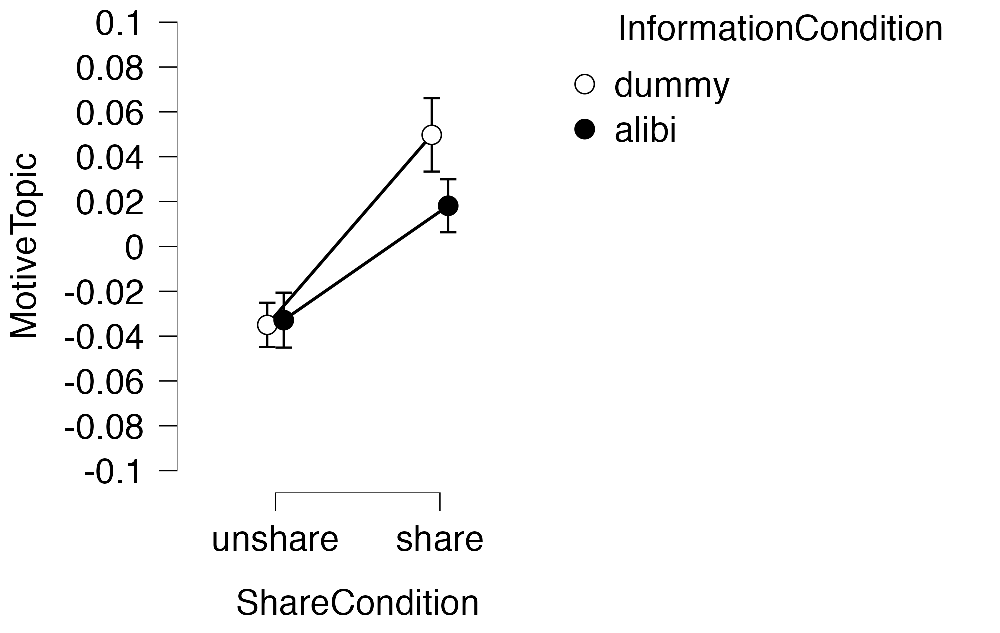 InformationCondition
dummy
alibi
MotiveTopic
0.1
0.08
0.06
0.04
0.02
0
-0.02
-0.04
-0.06
-0.08
-0.1
unshare share
ShareCondition